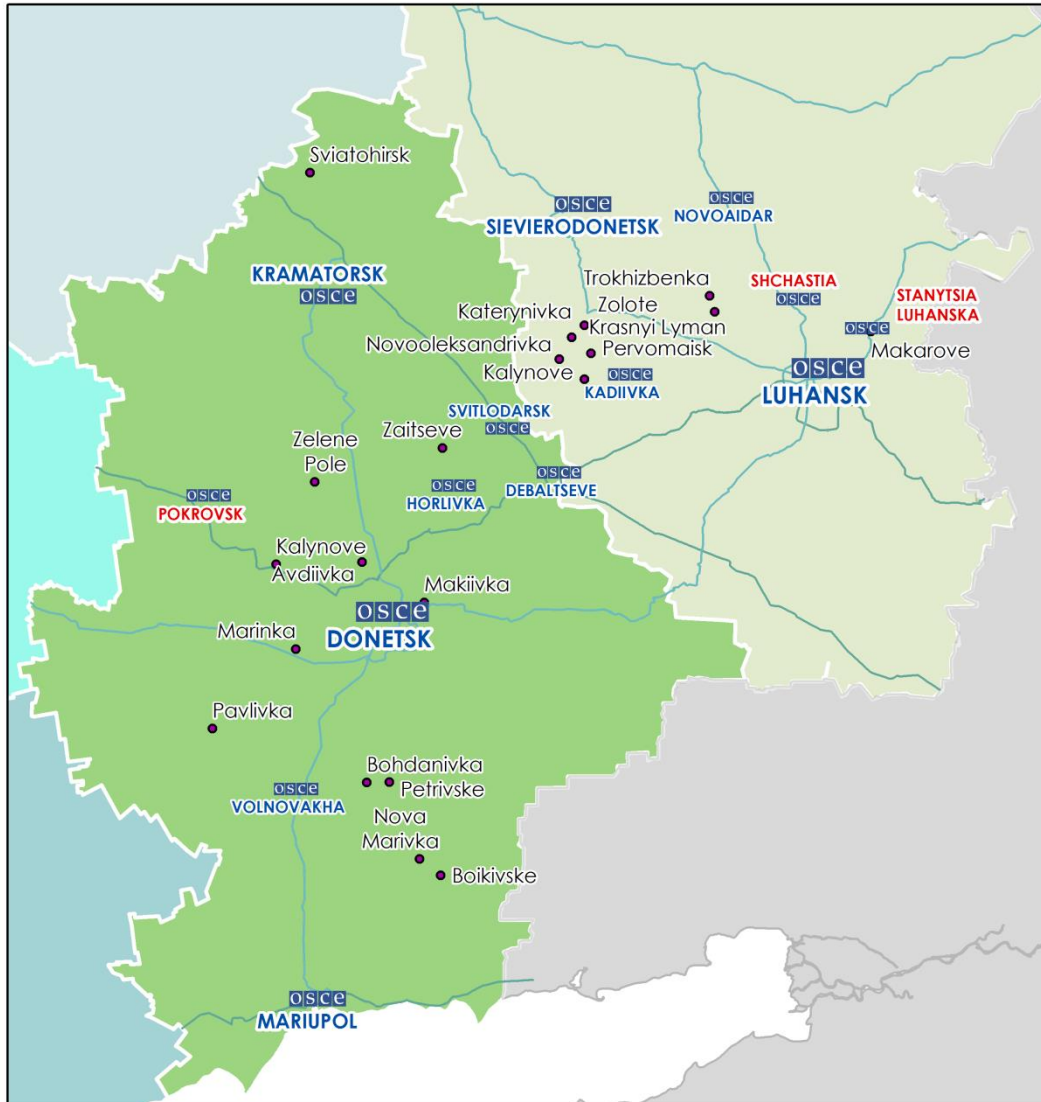 Sviatohirsk
osce
SIEVIERODONETSK
osce
NOVOAIDAR
KRAMATORSK
osce
Trokhizbenka
SHCHASTIA
osce
STANYTSIA
LUHANSKA
osce
Makarove
Zolote
Katerynivka
Krasnyi Lyman
Novooleksandrivka
Pervomaisk
Kalynove
osce
KADIIVKA
osce
LUHANSK
SVITLODARSK
osce
Zaitseve
Zelene
Pole
osce
HORLIVKA
osce
DEBALTSEVE
osce
POKROVSK
Kalynove
Avdiivka
Makiivka
osce
DONETSK
Marinka
Pavlivka
Bohdanivka
Petrivske
osce
VOLNOVAKHA
Nova
Marivka
Boikivske
osce
MARIUPOL